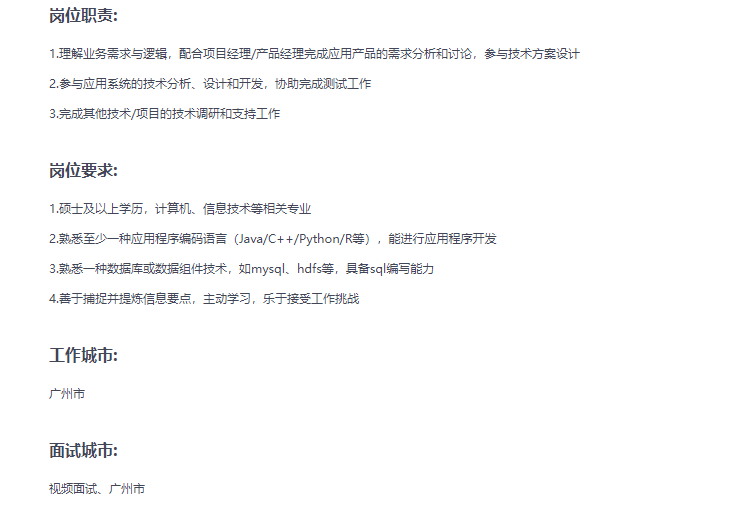 岗位职责:
1.理解业务需求与逻辑，配合项目经理/产品经理完成应用产品的需求分析和讨论，参与技术方案设计
2.参与应用系统的技术分析、设计和开发，协助完成测试工作
3.完成其他技术/项目的技术调研和支持工作
岗位要求:
1.硕士及以上学历，计算机、信息技术等相关专业
2.熟悉至少一种应用程序编码语言（Java/C++/Python/R等），能进行应用程序开发
3.熟悉一种数据库或数据组件技术，如mysql、hdfs等，具备sql编写能力
4.善于捕捉并提炼信息要点，主动学习，乐于接受工作挑战
工作城市:
广州市
面试城市:
视频面试、广州市